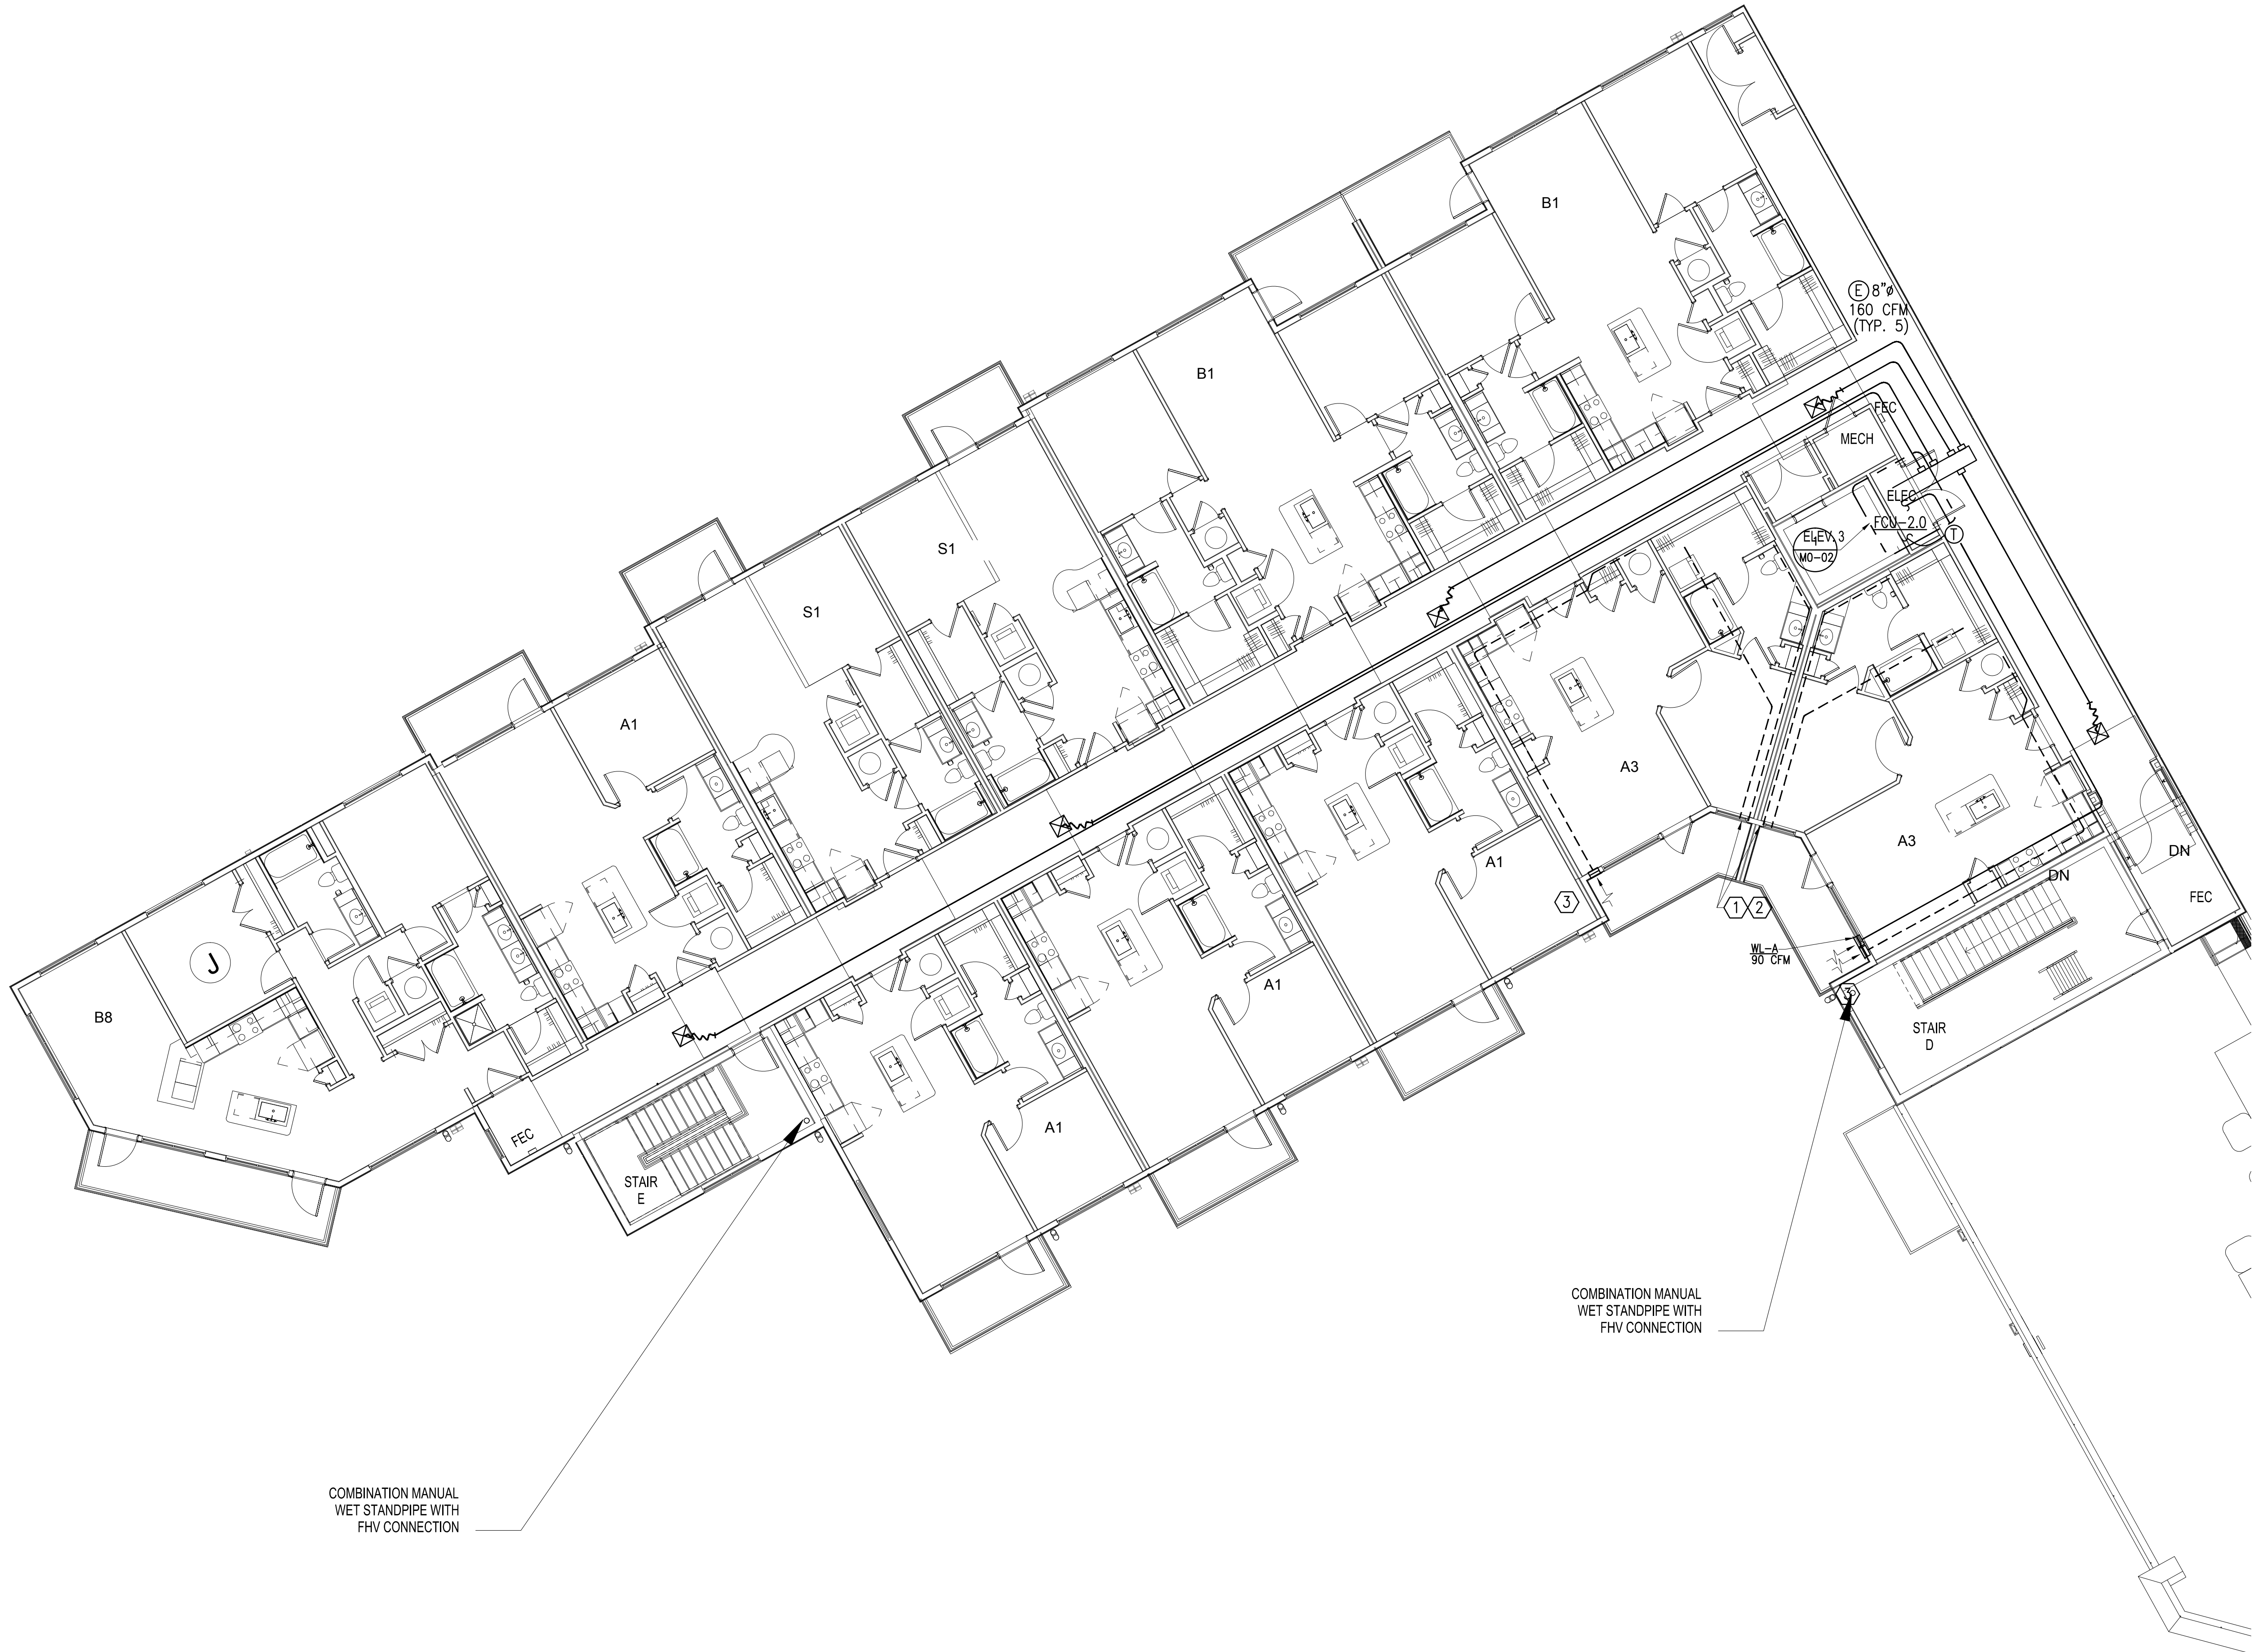 B1
E 8"ø
160 CFM
(TYP. 5)
B1
FEC
MECH
ELEC
FCU-2.0
T
ELEV. 3
1
M0-02
S1
S1
A1
A3
A3
DN
DN
FEC
A1
3
1 2
WL-A
90 CFM
J
B8
A1
3
STAIR
D
A1
FEC
STAIR
E
COMBINATION MANUAL
WET STANDPIPE WITH
FHV CONNECTION
COMBINATION MANUAL
WET STANDPIPE WITH
FHV CONNECTION